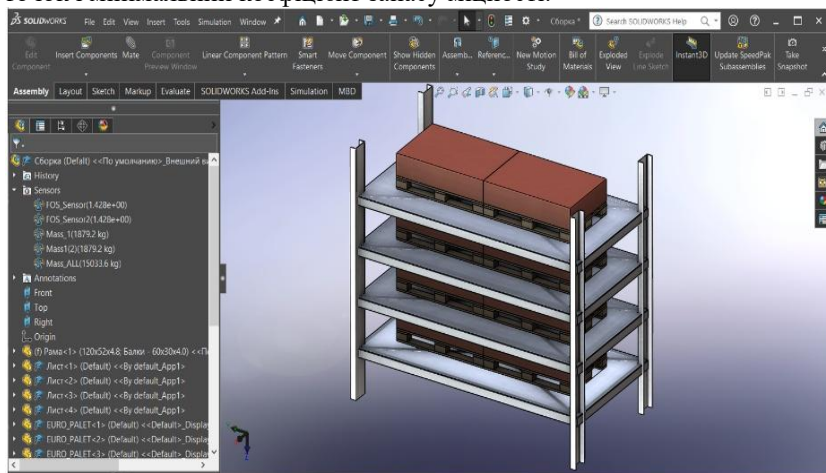 SOLIDWORKS File Edit View Insert Tools Simulation Window Сборка * Search SOLIDWORKS Help
Edit Component Insert Components Mate Component Preview Window Linear Component Pattern Smart Fasteners Move Component Show Hidden Components Assemb... Referenc... New Motion Study Bill of Materials Exploded View Explode Line Sketch Instant3D Update SpeedPak Subassemblies Take Snapshot
Assembly Layout Sketch Markup Evaluate SOLIDWORKS Add-Ins Simulation MBD
Сборка (Defalt) <<По умолчанию>_Внешний ви
History
Sensors
FOS_Sensor(1.428e+00)
FOS_Sensor2(1.428e+00)
Mass_1(1879.2 kg)
Mass1(2)(1879.2 kg)
Mass_ALL(15033.6 kg)
Annotations
Front
Top
Right
Origin
(f) Рама<1> (120x52x4.8; Балки - 60x30x4.0) <<П
Лист<1> (Default) <<By default_App1>
Лист<2> (Default) <<By default_App1>
Лист<3> (Default) <<By default_App1>
Лист<4> (Default) <<By default_App1>
EURO_PALET<1> (Default) <<Default>_Display
EURO_PALET<2> (Default) <<Default>_Display
EURO_PALET<3> (Default) <<Default>_Display